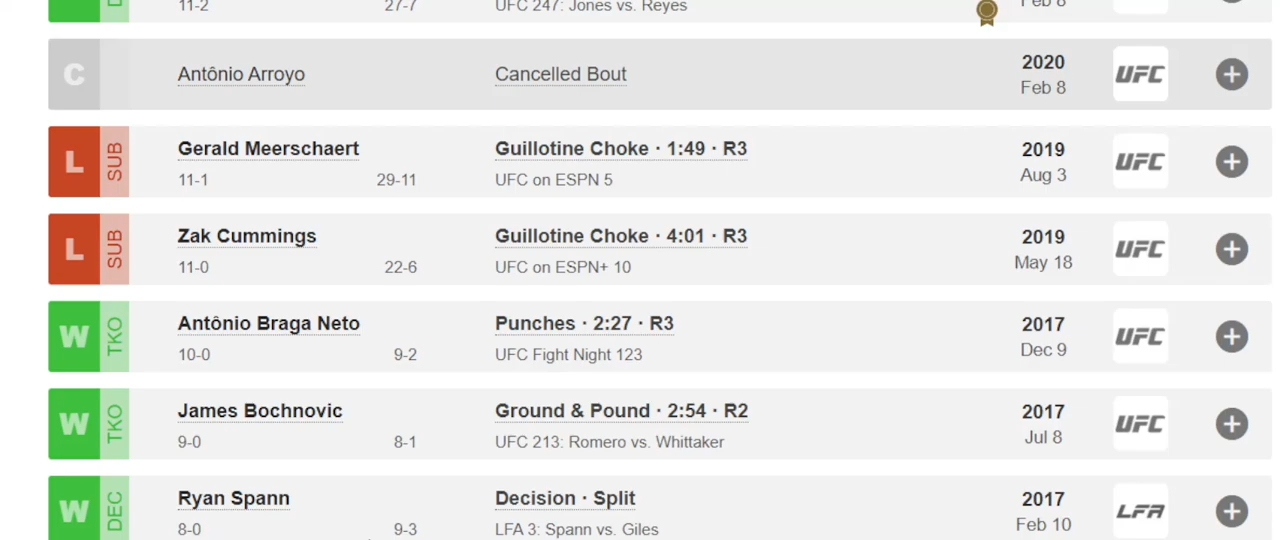 11-2 27-7 UFC 247: Jones vs. Reyes Feb 8
C Antônio Arroyo Cancelled Bout 2020 UFC
Feb 8
L SUB Gerald Meerschaert Guillotine Choke · 1:49 · R3 2019 UFC
11-1 29-11 UFC on ESPN 5 Aug 3
L SUB Zak Cummings Guillotine Choke · 4:01 · R3 2019 UFC
11-0 22-6 UFC on ESPN+ 10 May 18
W TKO Antônio Braga Neto Punches · 2:27 · R3 2017 UFC
10-0 9-2 UFC Fight Night 123 Dec 9
W TKO James Bochnovic Ground & Pound · 2:54 · R2 2017 UFC
9-0 8-1 UFC 213: Romero vs. Whittaker Jul 8
W DEC Ryan Spann Decision · Split 2017 LFA
8-0 9-3 LFA 3: Spann vs. Giles Feb 10